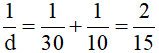 1/d = 1/30 + 1/10 = 2/15